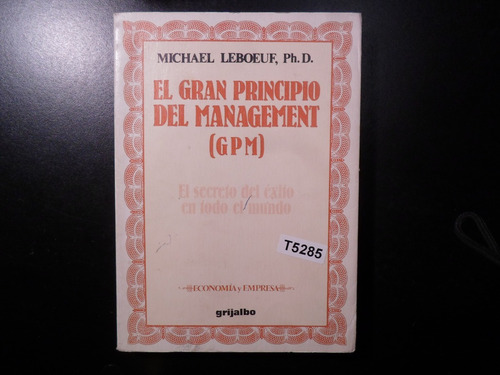 MICHAEL LEBOEUF, Ph.D.
EL GRAN PRINCIPIO
DEL MANAGEMENT
(GPM)
El secreto del éxito
en todo el mundo
T5285
ECONOMÍA y EMPRESA
grijalbo